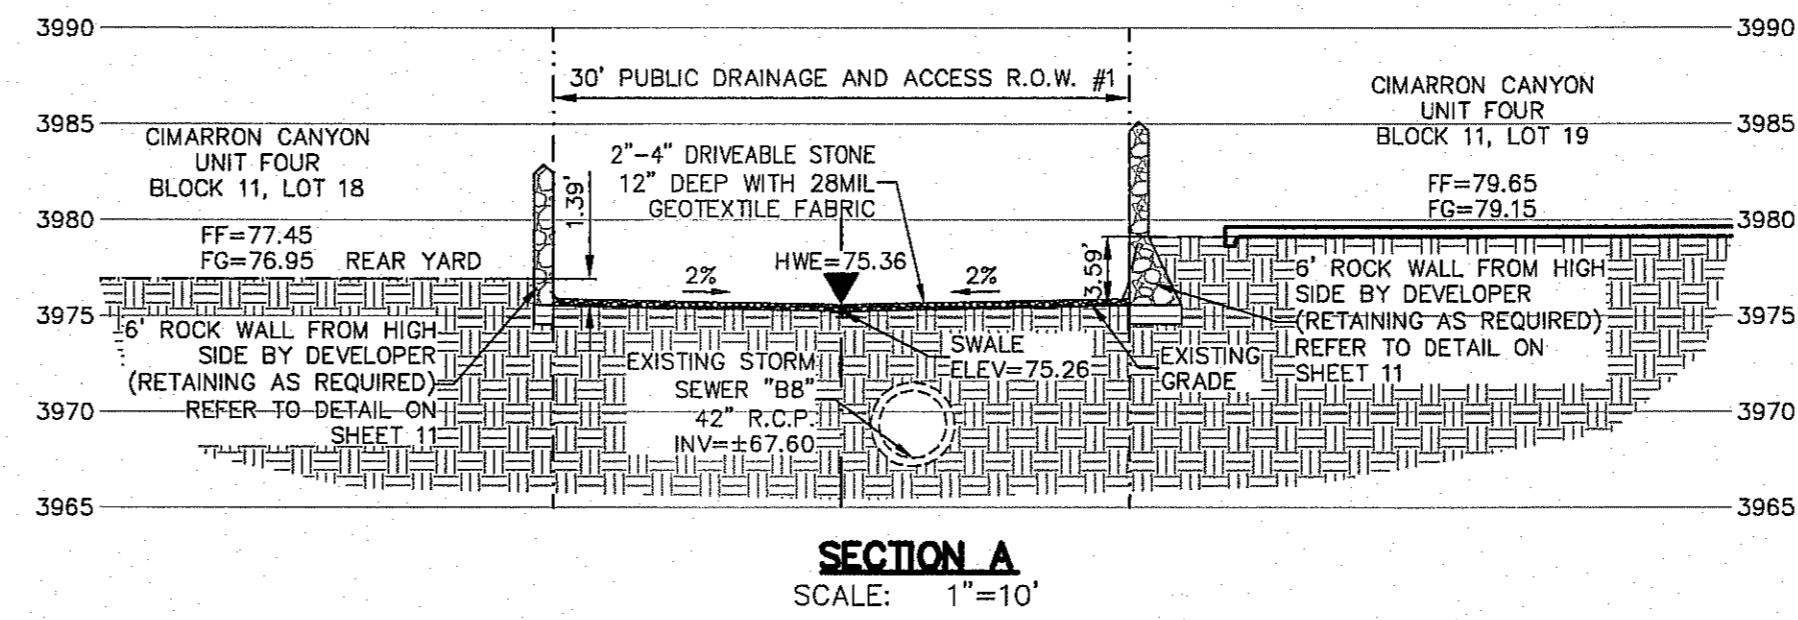 3990
3990
30' PUBLIC DRAINAGE AND ACCESS R.O.W. #1
CIMARRON CANYON
UNIT FOUR
BLOCK 11, LOT 19
3985
3985
CIMARRON CANYON
UNIT FOUR
BLOCK 11, LOT 18
2"-4" DRIVEABLE STONE
12" DEEP WITH 28MIL
GEOTEXTILE FABRIC
1.39'
FF=79.65
FG=79.15
3980
3980
FF=77.45
FG=76.95 REAR YARD
2%
HWE=75.36
2%
3.59'
6' ROCK WALL FROM HIGH
SIDE BY DEVELOPER
(RETAINING AS REQUIRED)
REFER TO DETAIL ON
SHEET 11
3975
3975
6' ROCK WALL FROM HIGH
SIDE BY DEVELOPER
(RETAINING AS REQUIRED)
REFER TO DETAIL ON
SHEET 11
EXISTING STORM
SEWER "B8"
42" R.C.P.
INV=±67.60
SWALE
ELEV=75.26
EXISTING
GRADE
3970
3970
3965
3965
SECTION A
SCALE: 1"=10'